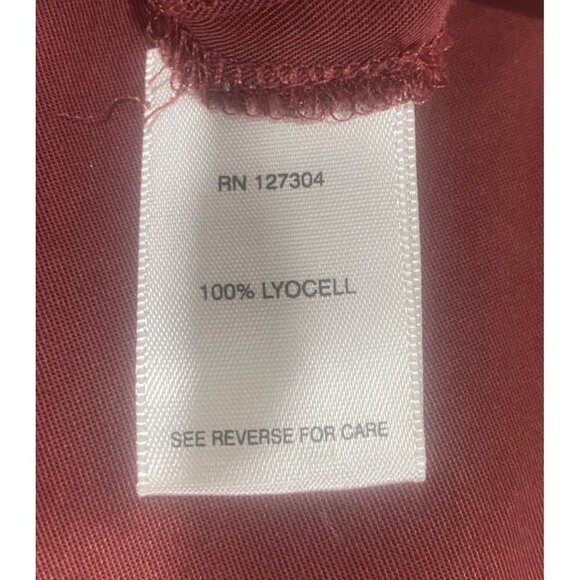 RN 127304
100% LYOCELL
SEE REVERSE FOR CARE